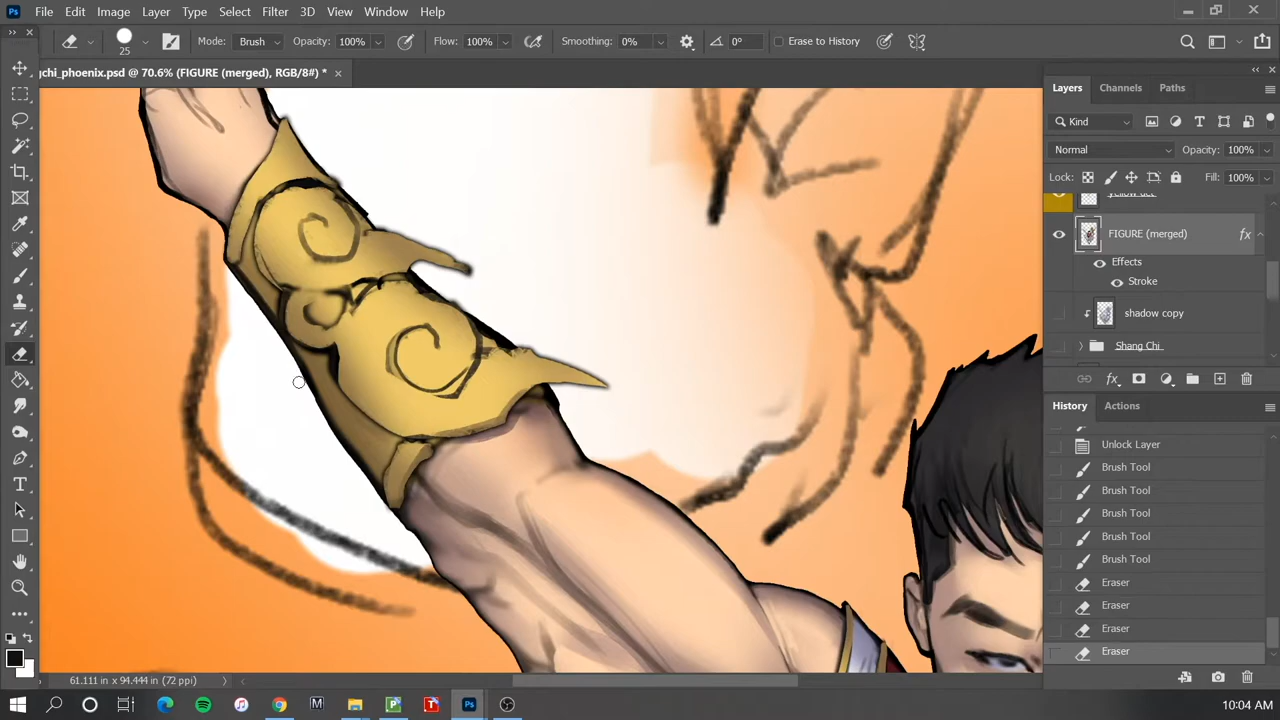 Ps File Edit Image Layer Type Select Filter 3D View Window Help
25 Mode: Brush Opacity: 100% Flow: 100% Smoothing: 0% 0° Erase to History
gchi_phoenix.psd @ 70.6% (FIGURE (merged), RGB/8#) * ×
Layers Channels Paths
Kind
Normal Opacity: 100%
Lock: Fill: 100%
FIGURE (merged) fx
Effects
Stroke
shadow copy
Shang Chi
fx
History Actions
Unlock Layer
Brush Tool
Brush Tool
Brush Tool
Brush Tool
Brush Tool
Eraser
Eraser
Eraser
Eraser
61.111 in x 94.444 in (72 ppi)
10:04 AM